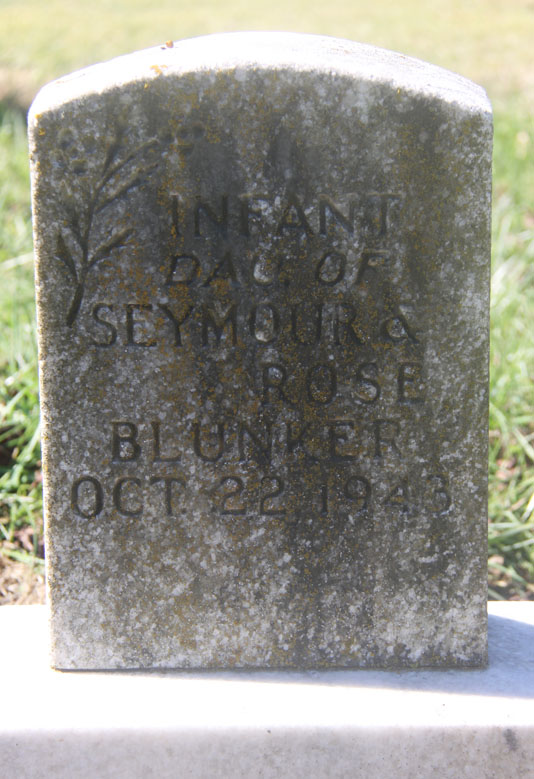 INFANT
DAU. OF
SEYMOUR &
ROSE
BLUNKER
OCT. 22 1943